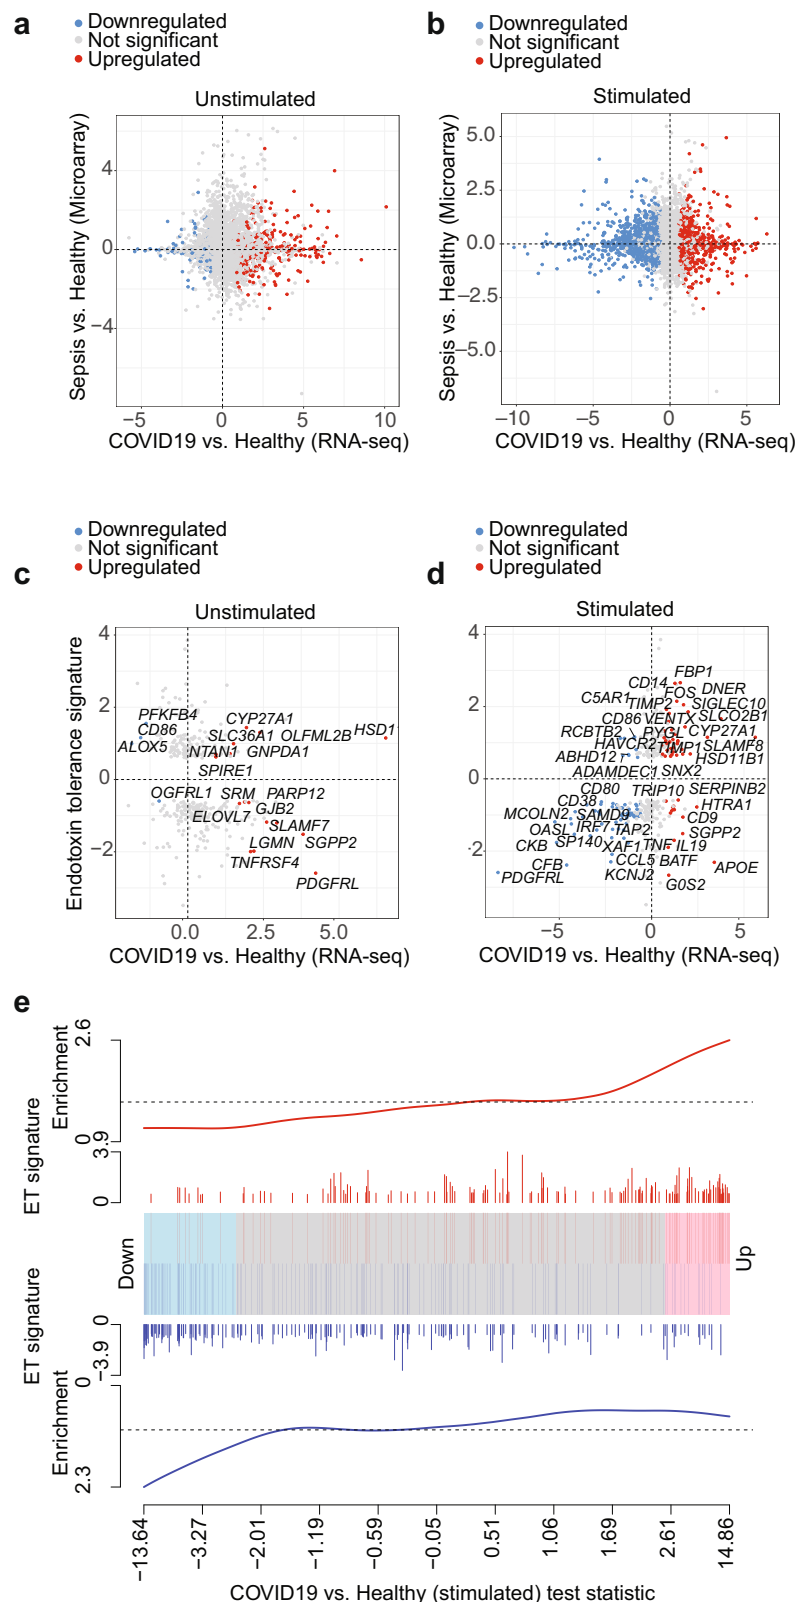 a
Downregulated
Not significant
Upregulated
Unstimulated
Sepsis vs. Healthy (Microarray)
4
0
−4
−5
0
5
10
COVID19 vs. Healthy (RNA-seq)
b
Downregulated
Not significant
Upregulated
Stimulated
Sepsis vs. Healthy (Microarray)
5.0
2.5
0.0
−2.5
−5.0
−10
−5
0
5
COVID19 vs. Healthy (RNA-seq)
c
Downregulated
Not significant
Upregulated
Unstimulated
Endotoxin tolerance signature
4
2
0
−2
PFKFB4
CD86
ALOX5
CYP27A1
SLC36A1
OLFML2B
HSD1
NTAN1
GNPDA1
SPIRE1
OGFRL1
SRM
PARP12
ELOVL7
GJB2
SLAMF7
LGMN
SGPP2
TNFRSF4
PDGFRL
0.0
2.5
5.0
COVID19 vs. Healthy (RNA-seq)
d
Downregulated
Not significant
Upregulated
Stimulated
4
2
0
2
FBP1
CD14
DNER
C5AR1
FOS
TIMP2
SIGLEC10
CD86
VENTX
SLCO2B1
RCBTB2
PYGL
CYP27A1
HAVCR2
TIMP1
SLAMF8
ABHD12
HSD11B1
ADAMDEC1
SNX2
CD80
TRIP10
SERPINB2
CD38
HTRA1
MCOLN2
SAMD9
CD9
OASL
IRF7
TAP2
SGPP2
CKB
SP140
XAF1
TNF
IL19
CFB
CCL5
BATF
APOE
PDGFRL
KCNJ2
G0S2
−5
0
5
COVID19 vs. Healthy (RNA-seq)
e
Enrichment
2.6
0
ET signature
3.9
0
Down
Up
ET signature
0
−3.9
Enrichment
0
2.3
−13.64
−3.27
−2.01
−1.19
−0.59
−0.05
0.51
1.06
1.69
2.61
14.86
COVID19 vs. Healthy (stimulated) test statistic